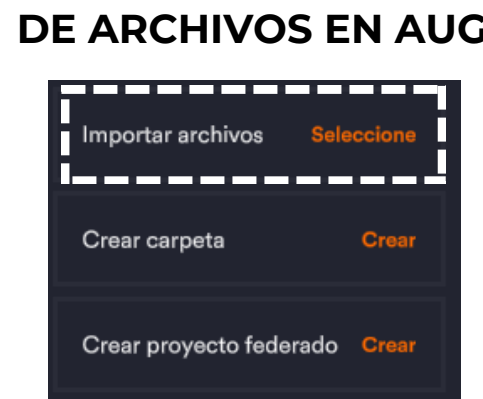 DE ARCHIVOS EN AUG
Importar archivos Seleccione
Crear carpeta Crear
Crear proyecto federado Crear